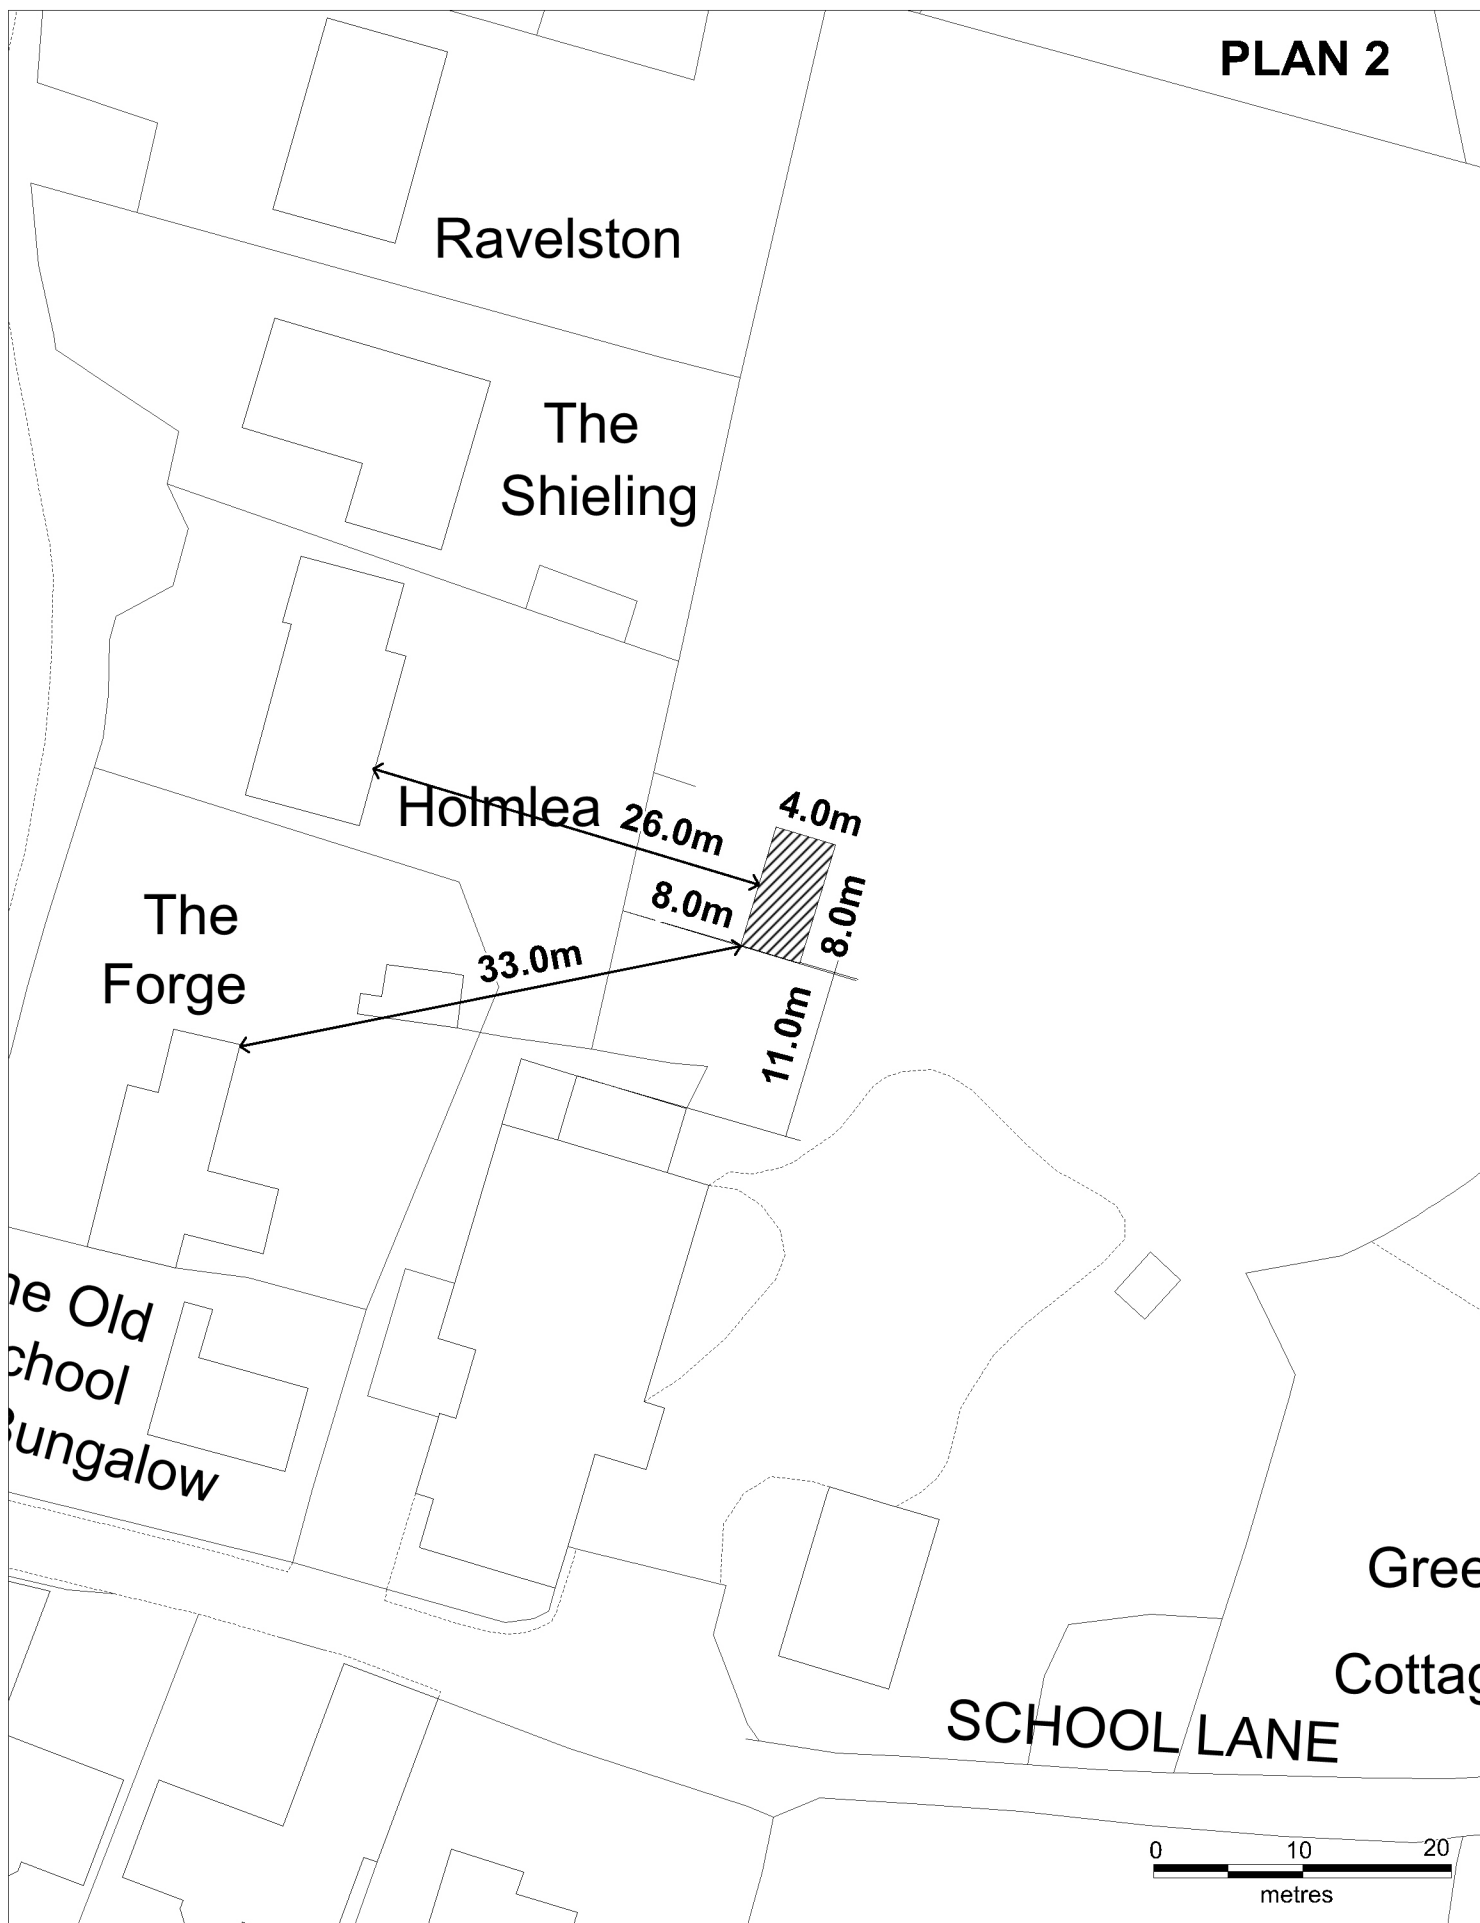 PLAN 2
Ravelston
The
Shieling
Holmlea
4.0m
26.0m
8.0m
8.0m
33.0m
11.0m
The
Forge
Old
Cottag
Gree
SCHOOL LANE
0 10 20
metres